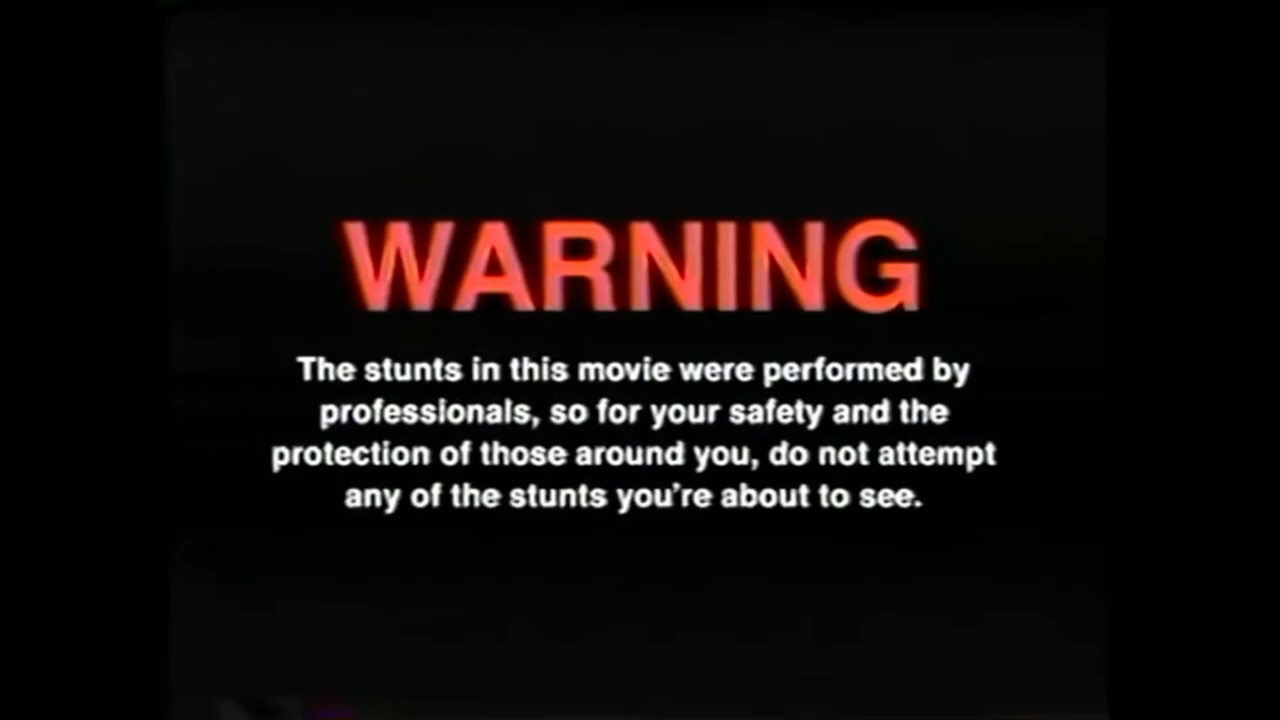 WARNING
The stunts in this movie were performed by
professionals, so for your safety and the
protection of those around you, do not attempt
any of the stunts you're about to see.